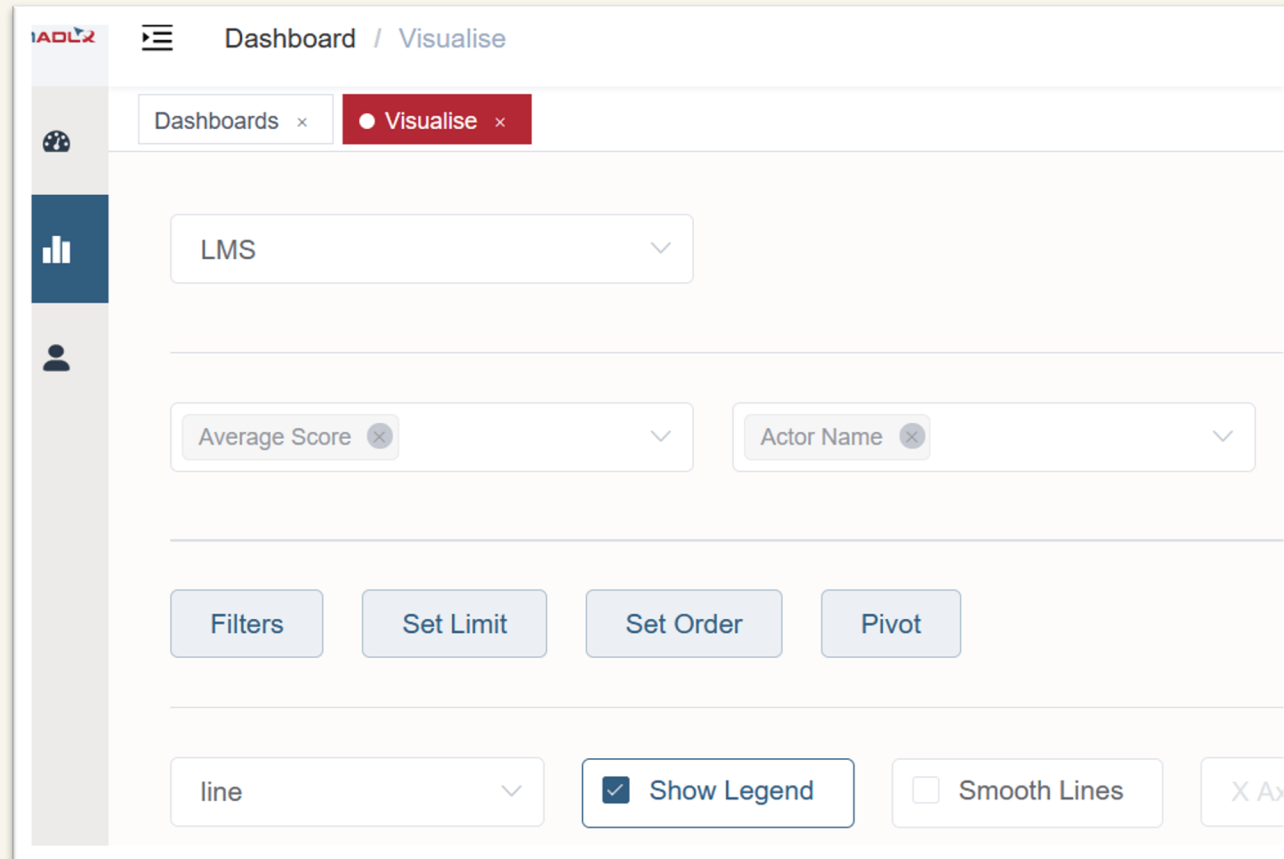 ADL
Dashboard / Visualise
Dashboards × Visualise ×
LMS
Average Score Actor Name
Filters Set Limit Set Order Pivot
line Show Legend Smooth Lines X